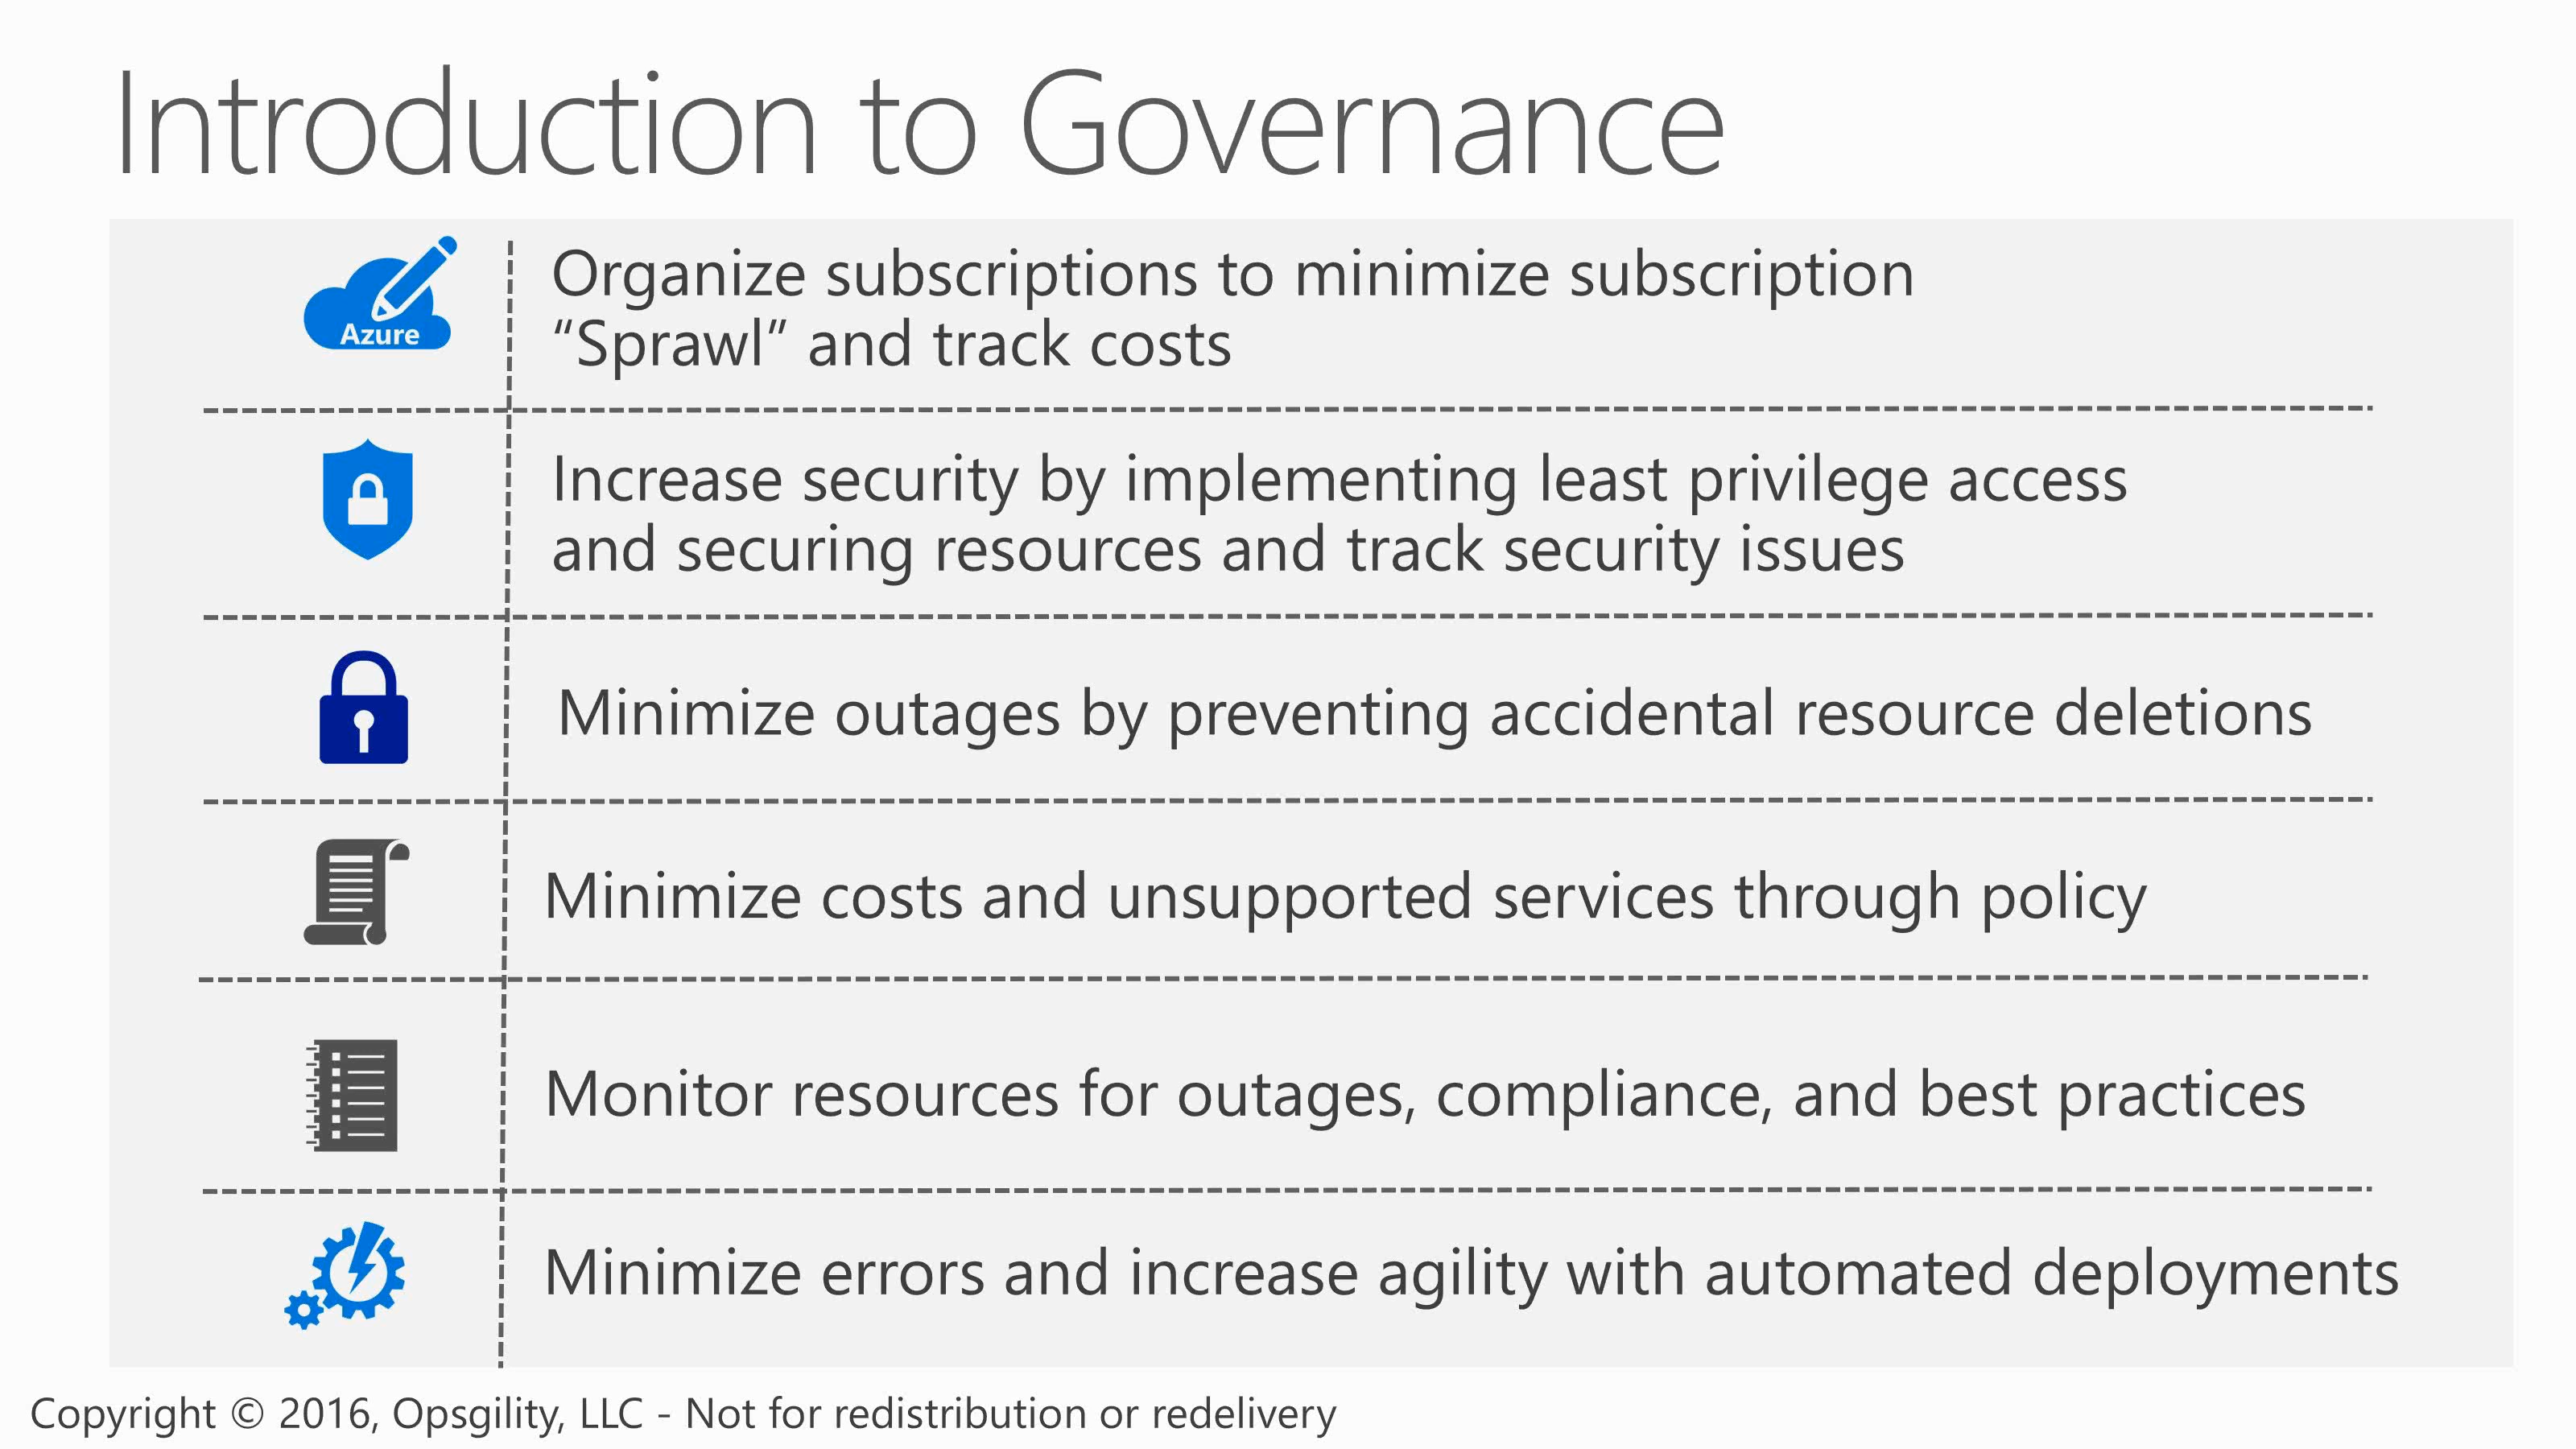 Introduction to Governance
Azure
Organize subscriptions to minimize subscription
“Sprawl” and track costs
Increase security by implementing least privilege access
and securing resources and track security issues
Minimize outages by preventing accidental resource deletions
Minimize costs and unsupported services through policy
Monitor resources for outages, compliance, and best practices
Minimize errors and increase agility with automated deployments
Copyright © 2016, Opsgility, LLC - Not for redistribution or redelivery